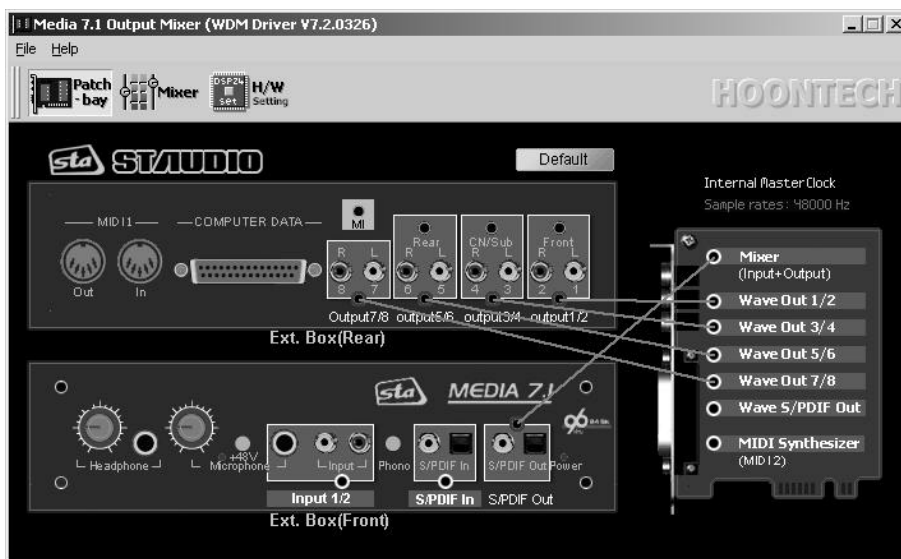 Media 7.1 Output Mixer (WDM Driver V7.2.0326)
File Help
Patch
-bay
Mixer
DSP24
set
H/W
Setting
HOONTECH
sta ST/AUDIO
Default
Internal Master Clock
Sample rates: 48000 Hz
MIDI1
COMPUTER DATA
MI
Rear CN/Sub Front
R L R L R L R L
8 7 6 5 4 3 2 1
Out In
Output7/8 output5/6 output3/4 output1/2
Ext. Box(Rear)
Mixer
(Input+Output)
Wave Out 1/2
Wave Out 3/4
Wave Out 5/6
Wave Out 7/8
Wave S/PDIF Out
MIDI Synthesizer
(MIDI2)
sta MEDIA 7.1
96
+48V
Headphone Microphone Input Phono S/PDIF In S/PDIF Out Power
Input 1/2 S/PDIF In S/PDIF Out
Ext. Box(Front)